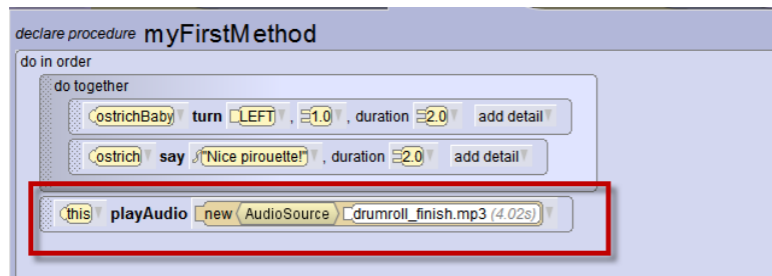 declare procedure myFirstMethod
do in order
do together
ostrichBaby turn LEFT , 1.0 , duration 2.0 add detail
ostrich say "Nice pirouette!" , duration 2.0 add detail
this playAudio new AudioSource drumroll_finish.mp3 (4.02s)